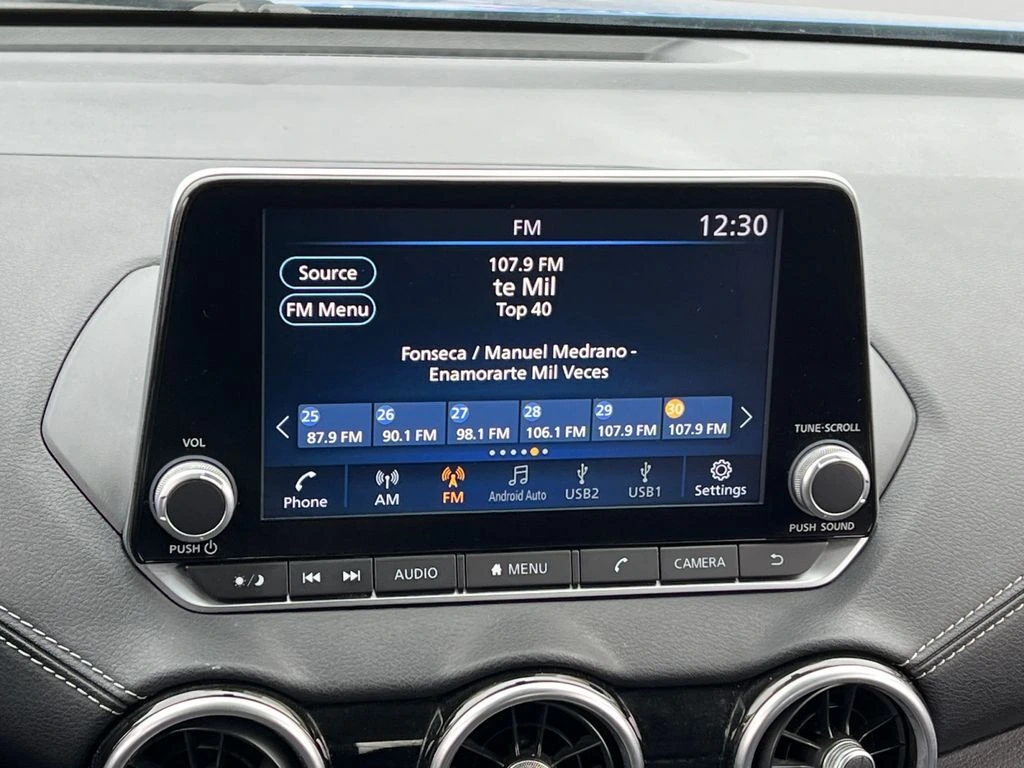 FM
12:30
Source
107.9 FM
te Mil
FM Menu
Top 40
Fonseca / Manuel Medrano -
Enamorarte Mil Veces
25 26 27 28 29 30
87.9 FM 90.1 FM 98.1 FM 106.1 FM 107.9 FM 107.9 FM
Phone AM FM Android Auto USB2 USB1 Settings
VOL
PUSH
TUNE·SCROLL
PUSH SOUND
AUDIO MENU CAMERA